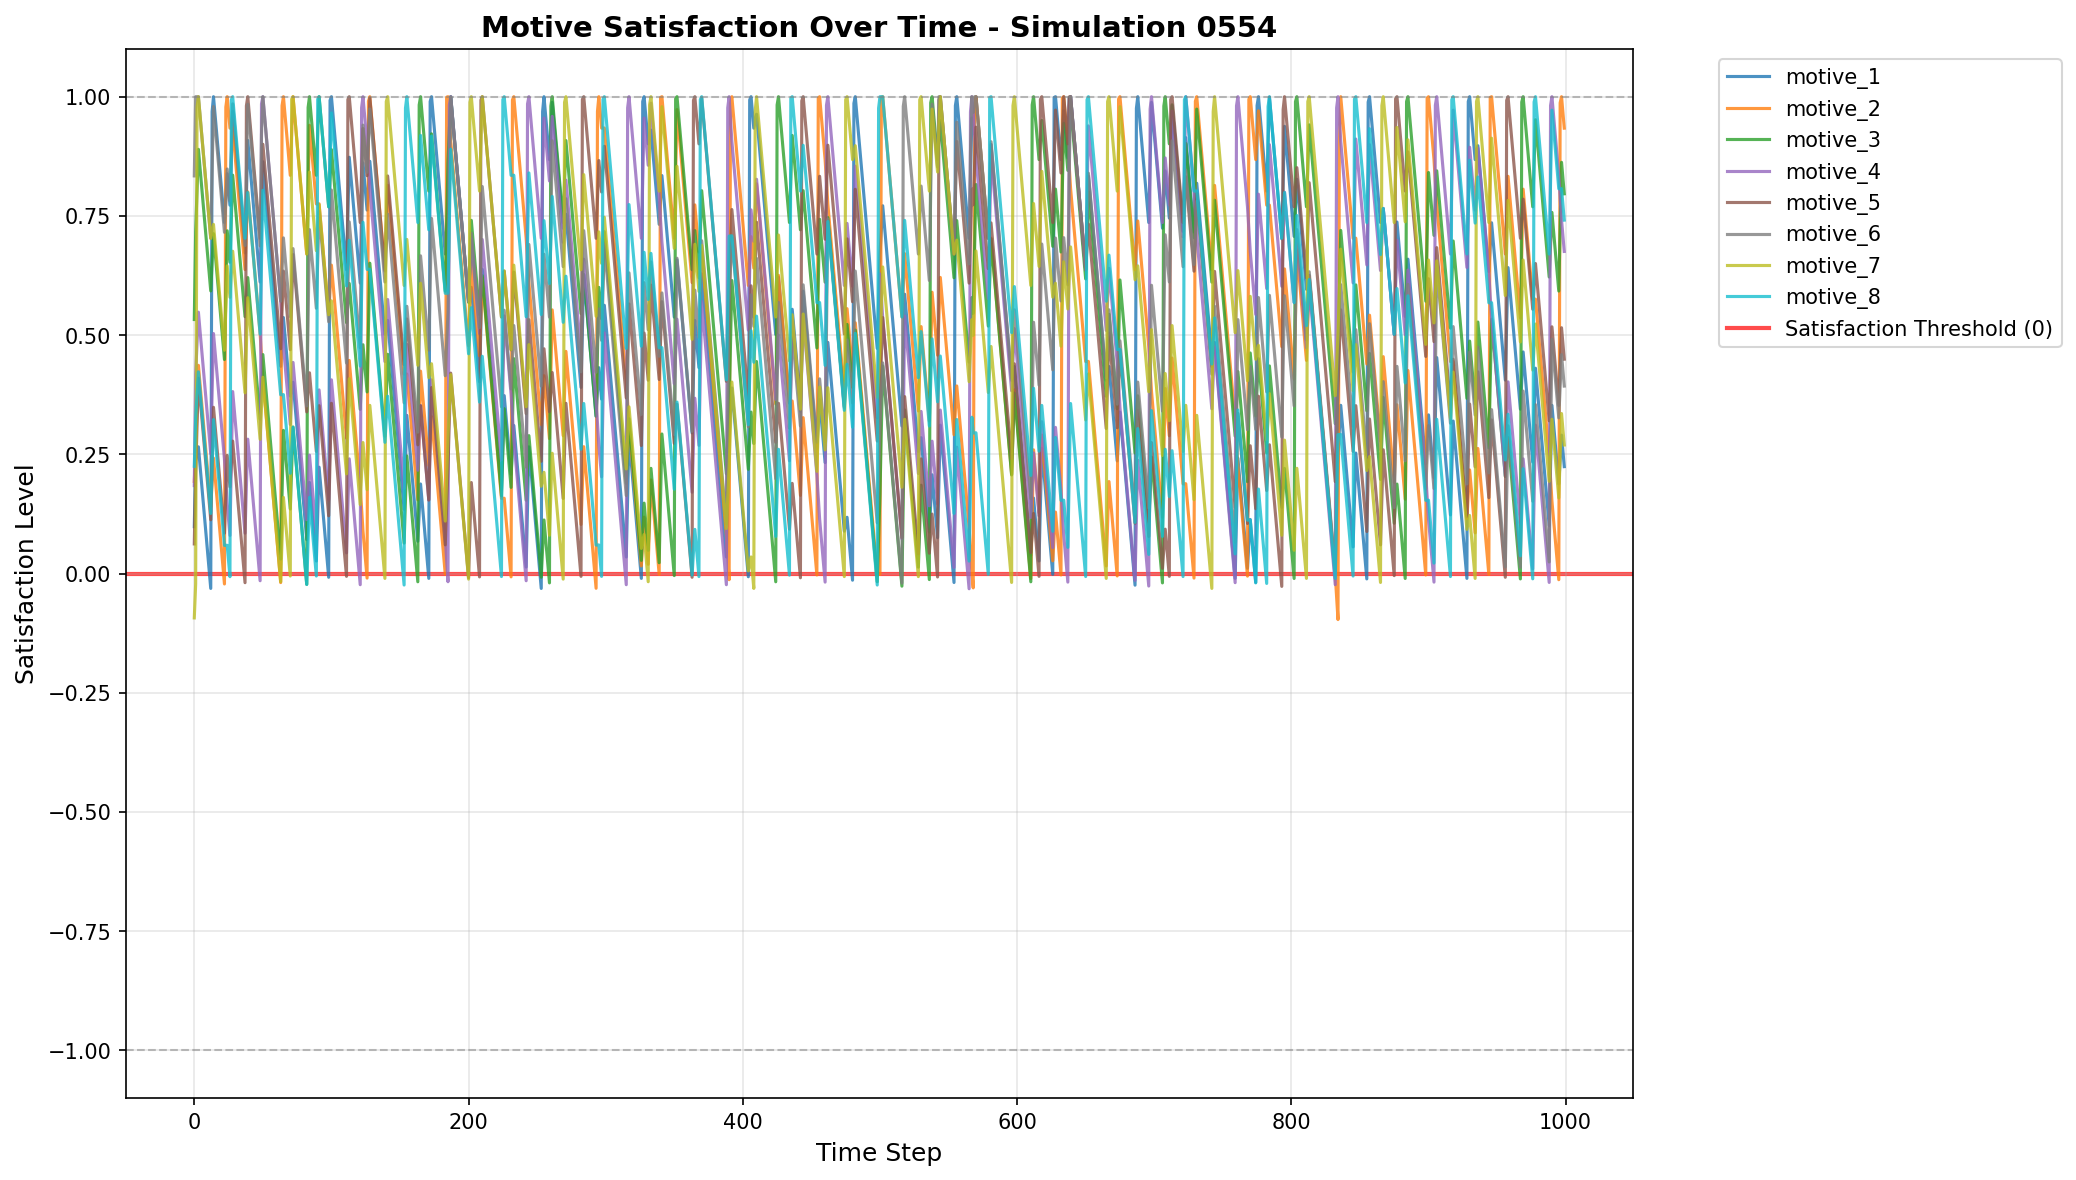 Motive Satisfaction Over Time - Simulation 0554
1.00
0.75
0.50
0.25
0.00
−0.25
−0.50
−0.75
−1.00
Satisfaction Level
0
200
400
600
800
1000
Time Step
motive_1
motive_2
motive_3
motive_4
motive_5
motive_6
motive_7
motive_8
Satisfaction Threshold (0)